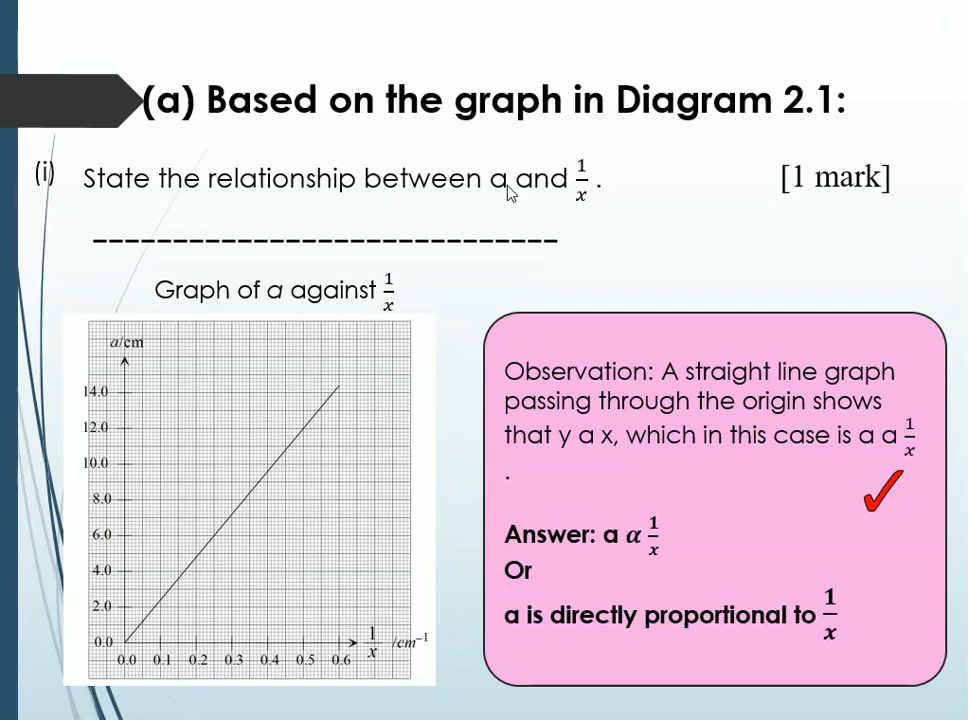 (a) Based on the graph in Diagram 2.1:
(i) State the relationship between a and 1/x . [1 mark]
Graph of a against 1/x
a/cm
14.0
12.0
10.0
8.0
6.0
4.0
2.0
0.0
0.0 0.1 0.2 0.3 0.4 0.5 0.6
1/x /cm⁻¹
Observation: A straight line graph
passing through the origin shows
that y a x, which in this case is a a 1/x
.
Answer: a α 1/x
Or
a is directly proportional to 1/x